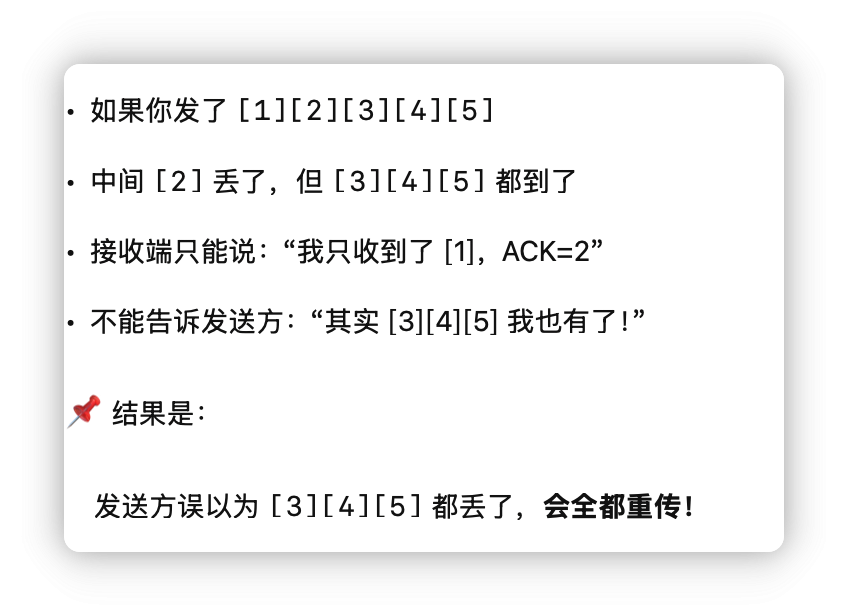 • 如果你发了 [1][2][3][4][5]
• 中间 [2] 丢了，但 [3][4][5] 都到了
• 接收端只能说：“我只收到了 [1]，ACK=2”
• 不能告诉发送方：“其实 [3][4][5] 我也有了！”
📌 结果是：
发送方误以为 [3][4][5] 都丢了，会全都重传！